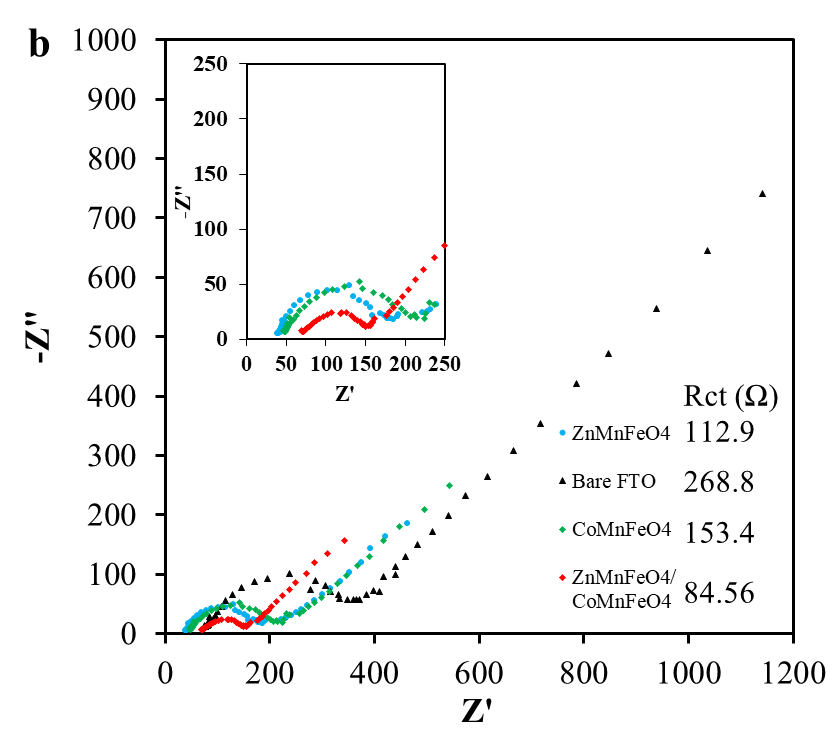 b
1000
900
800
700
600
500
400
300
200
100
0
-Z"
0 200 400 600 800 1000 1200
Z'
250
200
150
100
50
0
-Z"
0 50 100 150 200 250
Z'
Rct (Ω)
ZnMnFeO4 112.9
Bare FTO 268.8
CoMnFeO4 153.4
ZnMnFeO4/
CoMnFeO4 84.56